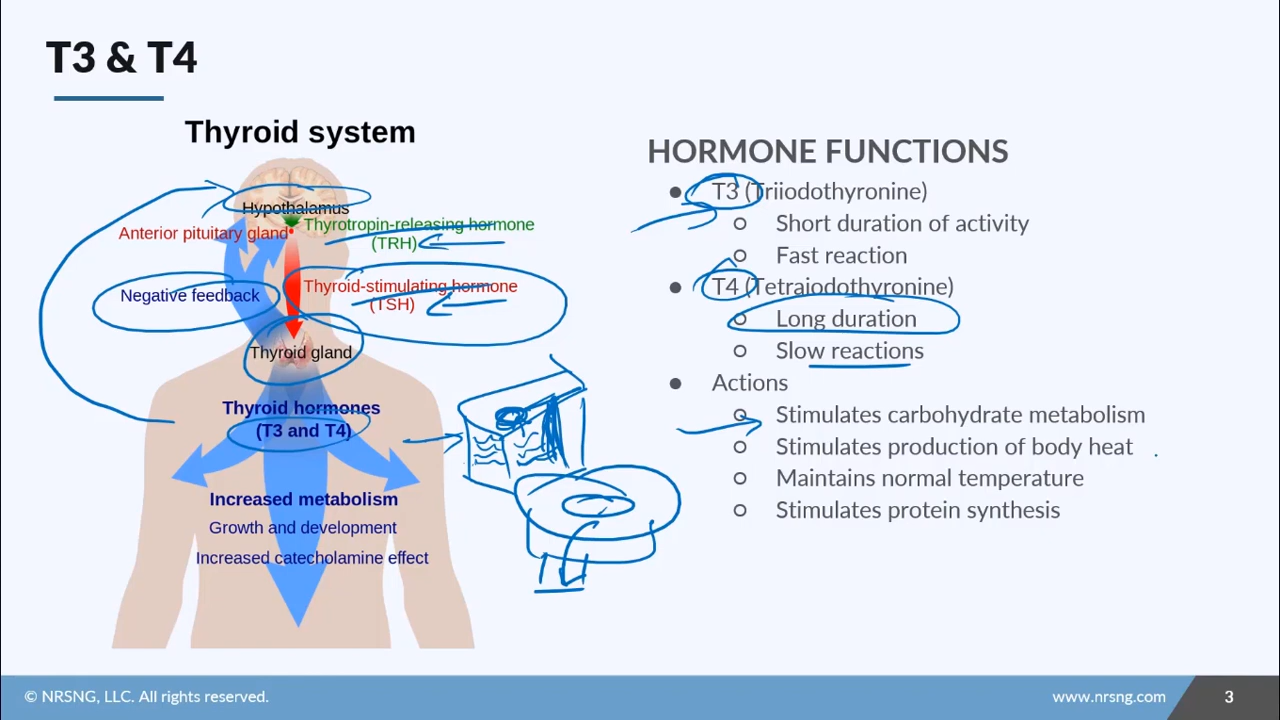 T3 & T4
Thyroid system
Hypothalamus
Thyrotropin-releasing hormone
(TRH)
Anterior pituitary gland
Negative feedback
Thyroid-stimulating hormone
(TSH)
Thyroid gland
Thyroid hormones
(T3 and T4)
Increased metabolism
Growth and development
Increased catecholamine effect
HORMONE FUNCTIONS
● T3 (Triiodothyronine)
○ Short duration of activity
○ Fast reaction
● T4 (Tetraiodothyronine)
○ Long duration
○ Slow reactions
● Actions
○ Stimulates carbohydrate metabolism
○ Stimulates production of body heat
○ Maintains normal temperature
○ Stimulates protein synthesis
© NRSNG, LLC. All rights reserved.
www.nrsng.com
3